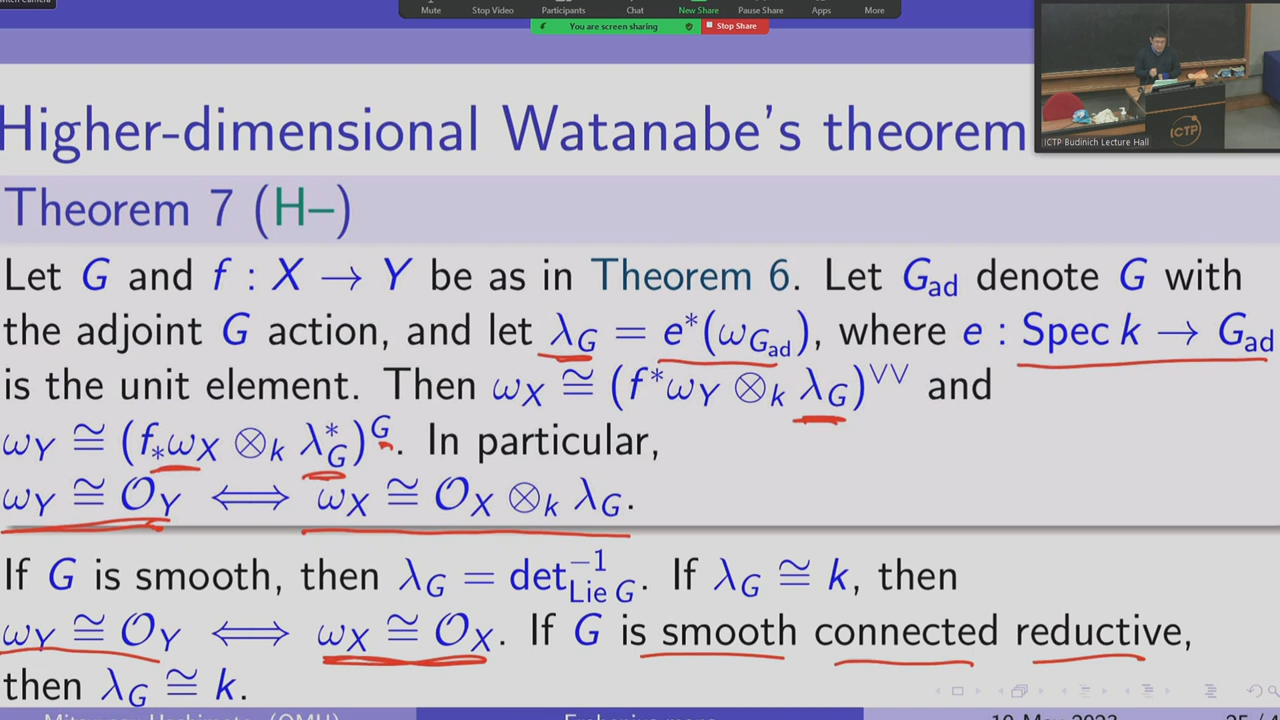 Mute Stop Video Participants Chat New Share Pause Share Apps More
You are screen sharing Stop Share
Higher-dimensional Watanabe's theorem
ICTP
ICTP Budinich Lecture Hall
Theorem 7 (H–)
Let G and f : X → Y be as in Theorem 6. Let G_ad denote G with
the adjoint G action, and let λ_G = e*(ω_{G_ad}), where e : Spec k → G_ad
is the unit element. Then ω_X ≅ (f*ω_Y ⊗_k λ_G)^{∨∨} and
ω_Y ≅ (f_*ω_X ⊗_k λ*_G)^G. In particular,
ω_Y ≅ O_Y ⟺ ω_X ≅ O_X ⊗_k λ_G.
If G is smooth, then λ_G = det^{−1}_{Lie G}. If λ_G ≅ k, then
ω_Y ≅ O_Y ⟺ ω_X ≅ O_X. If G is smooth connected reductive,
then λ_G ≅ k.